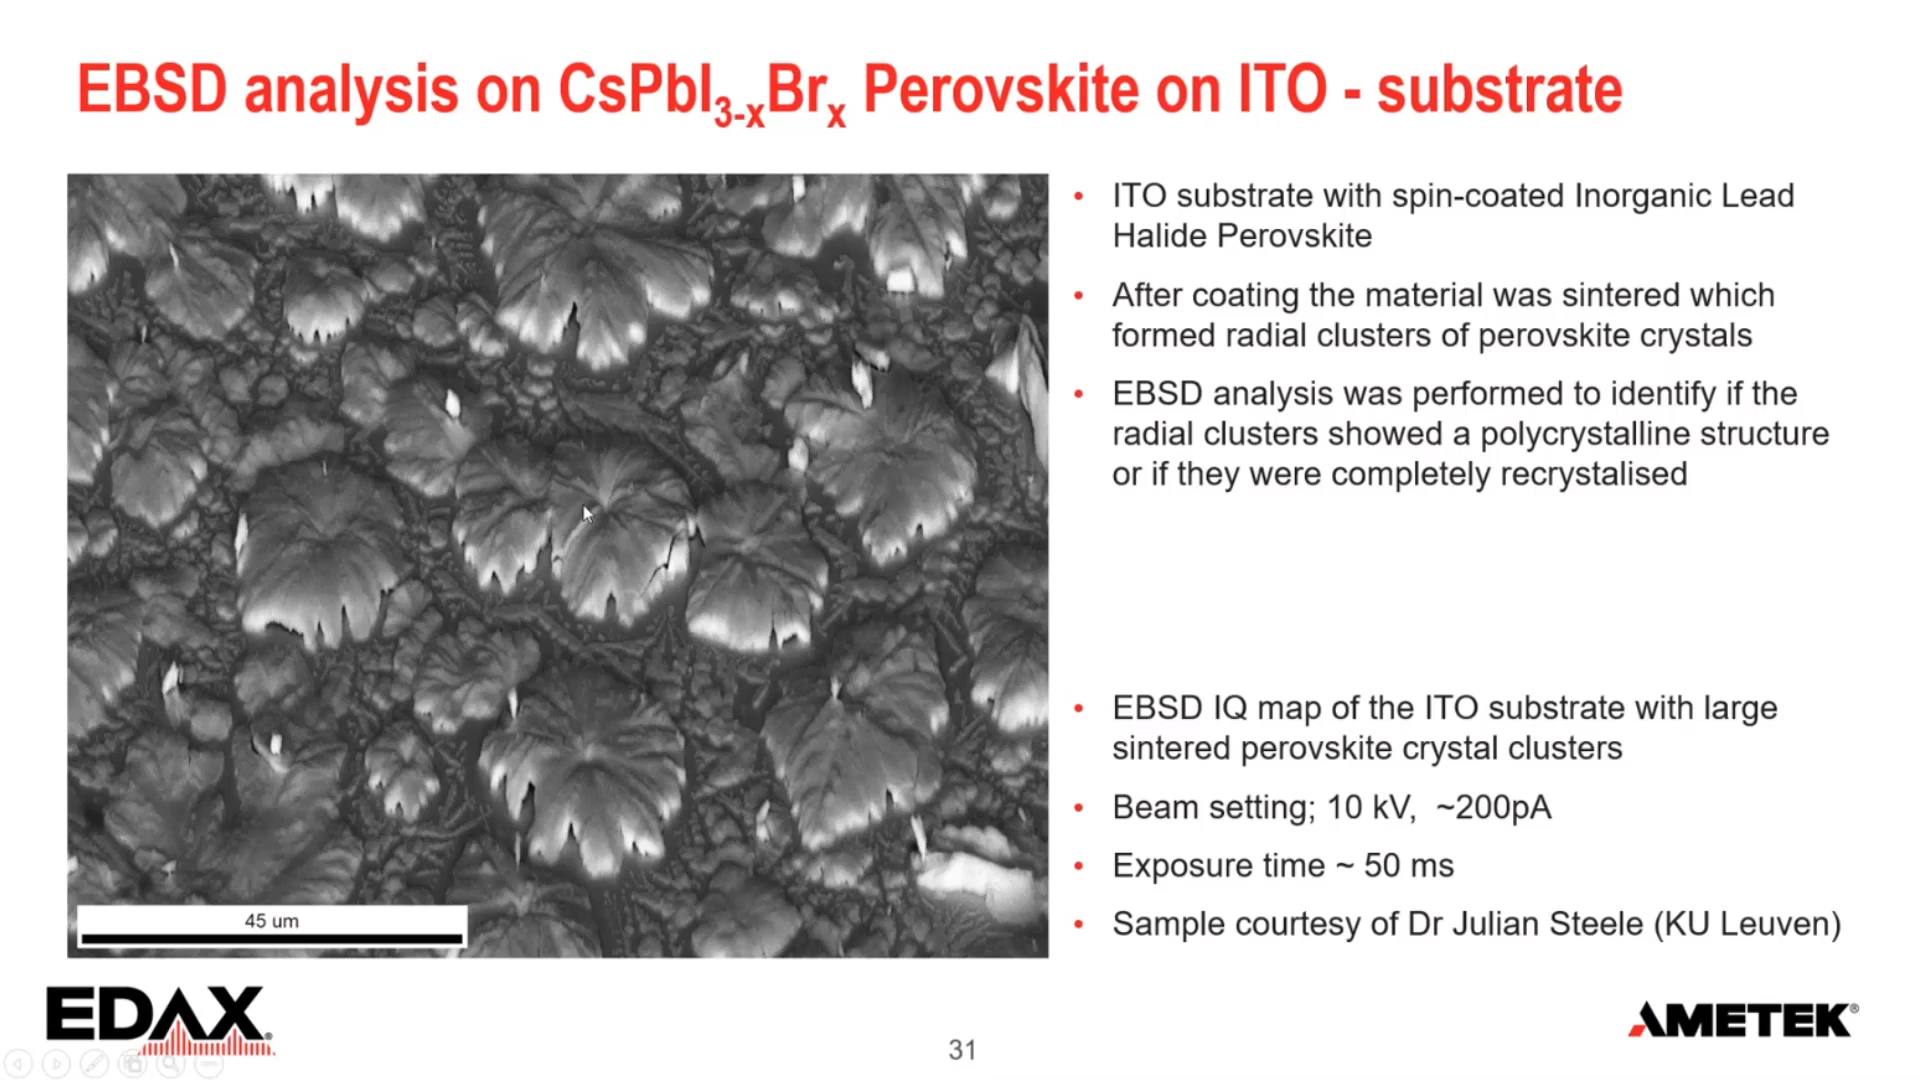 EBSD analysis on CsPbI3-xBrx Perovskite on ITO - substrate
• ITO substrate with spin-coated Inorganic Lead
Halide Perovskite
• After coating the material was sintered which
formed radial clusters of perovskite crystals
• EBSD analysis was performed to identify if the
radial clusters showed a polycrystalline structure
or if they were completely recrystalised
• EBSD IQ map of the ITO substrate with large
sintered perovskite crystal clusters
• Beam setting; 10 kV, ~200pA
• Exposure time ~ 50 ms
• Sample courtesy of Dr Julian Steele (KU Leuven)
45 um
EDAX®
31
AMETEK®